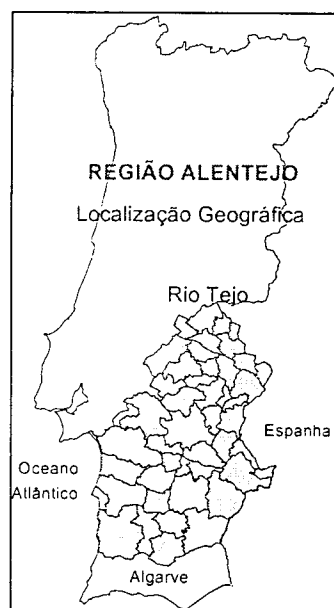 REGIÃO ALENTEJO
Localização Geográfica
Rio Tejo
Espanha
Oceano
Atlântico
Algarve